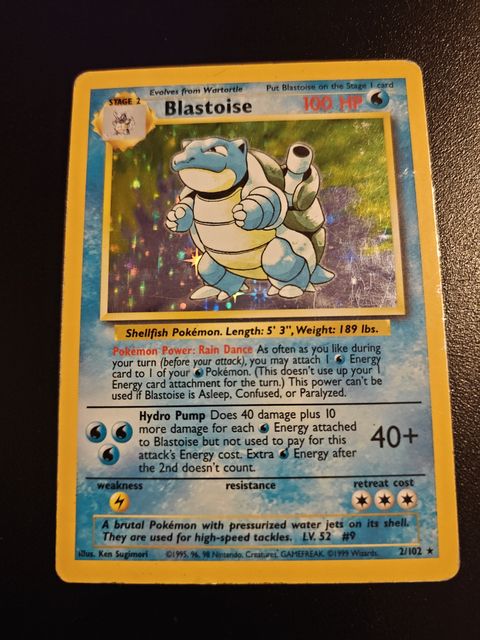 Evolves from Wartortle
Put Blastoise on the Stage 1 card
STAGE 2
Blastoise
100 HP
Shellfish Pokémon. Length: 5' 3", Weight: 189 lbs.
Pokémon Power: Rain Dance As often as you like during
your turn (before your attack), you may attach 1 Energy
card to 1 of your Pokémon. (This doesn't use up your 1
Energy card attachment for the turn.) This power can't be
used if Blastoise is Asleep, Confused, or Paralyzed.
Hydro Pump Does 40 damage plus 10
more damage for each Energy attached
to Blastoise but not used to pay for this
attack's Energy cost. Extra Energy after
the 2nd doesn't count.
40+
weakness
resistance
retreat cost
A brutal Pokémon with pressurized water jets on its shell.
They are used for high-speed tackles. LV. 52 #9
Illus. Ken Sugimori
©1995, 96, 98 Nintendo, Creatures, GAMEFREAK. ©1999 Wizards.
2/102 ★